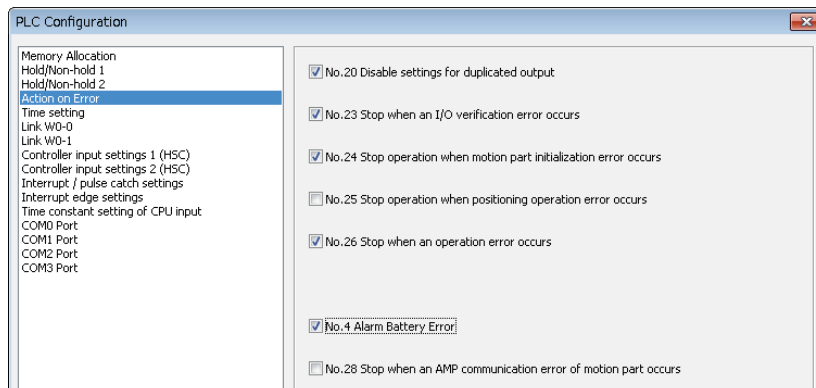 PLC Configuration
Memory Allocation
Hold/Non-hold 1
Hold/Non-hold 2
Action on Error
Time setting
Link W0-0
Link W0-1
Controller input settings 1 (HSC)
Controller input settings 2 (HSC)
Interrupt / pulse catch settings
Interrupt edge settings
Time constant setting of CPU input
COM0 Port
COM1 Port
COM2 Port
COM3 Port
No.20 Disable settings for duplicated output
No.23 Stop when an I/O verification error occurs
No.24 Stop operation when motion part initialization error occurs
No.25 Stop operation when positioning operation error occurs
No.26 Stop when an operation error occurs
No.4 Alarm Battery Error
No.28 Stop when an AMP communication error of motion part occurs